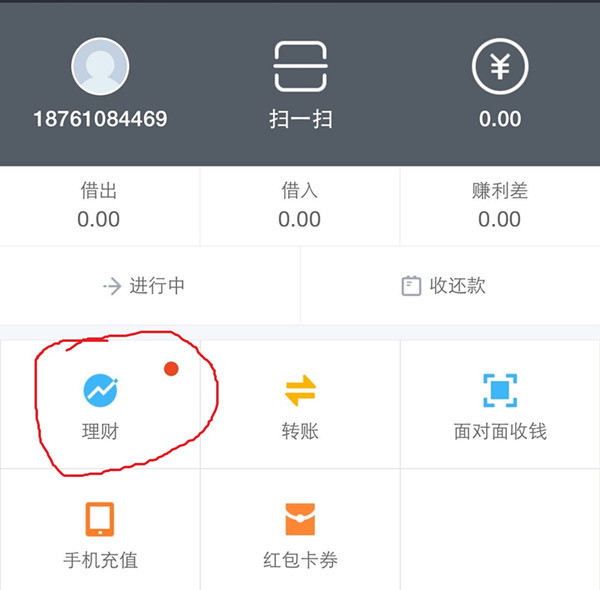 18761084469 扫一扫 0.00
借出 借入 赚利差
0.00 0.00 0.00
进行中 收还款
理财 转账 面对面收钱
手机充值 红包卡券